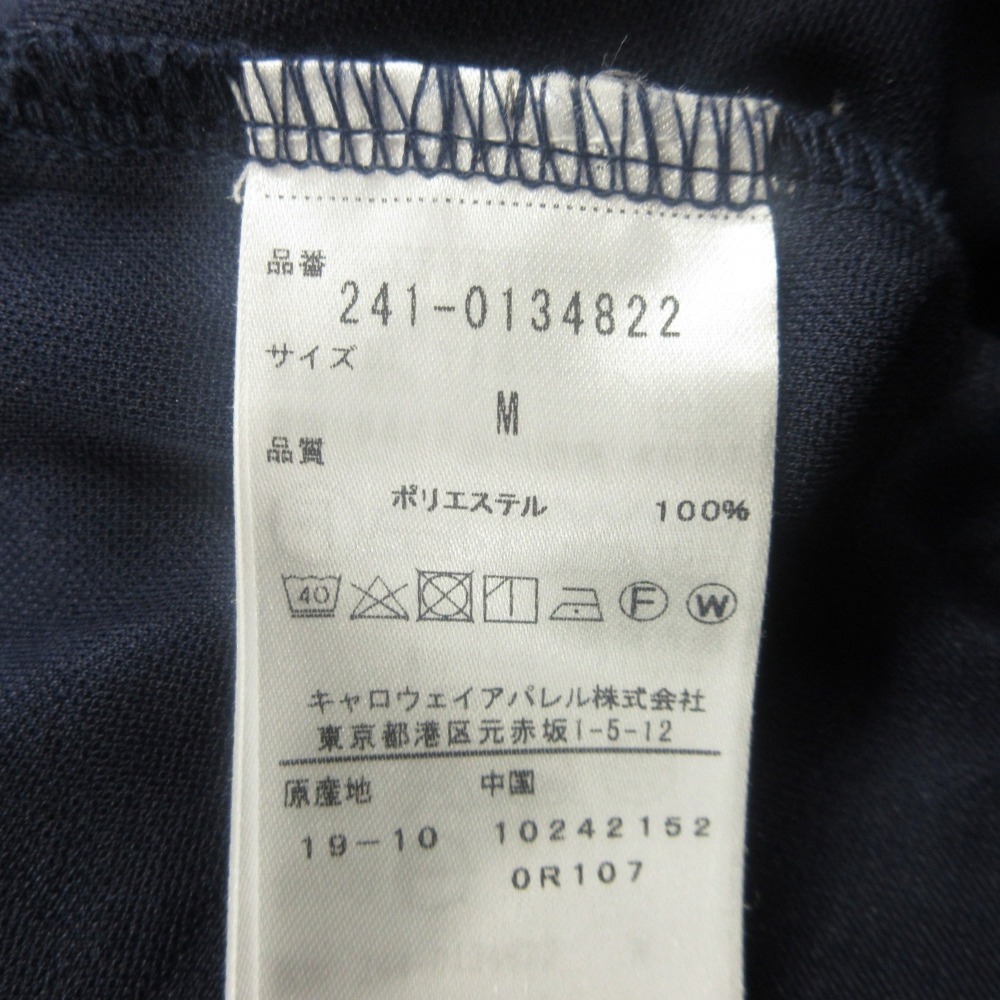 品番
241-0134822
サイズ
M
品質
ポリエステル 100%
40 F W
キャロウェイアパレル株式会社
東京都港区元赤坂1-5-12
原産地 中国
19-10 10242152
0R107